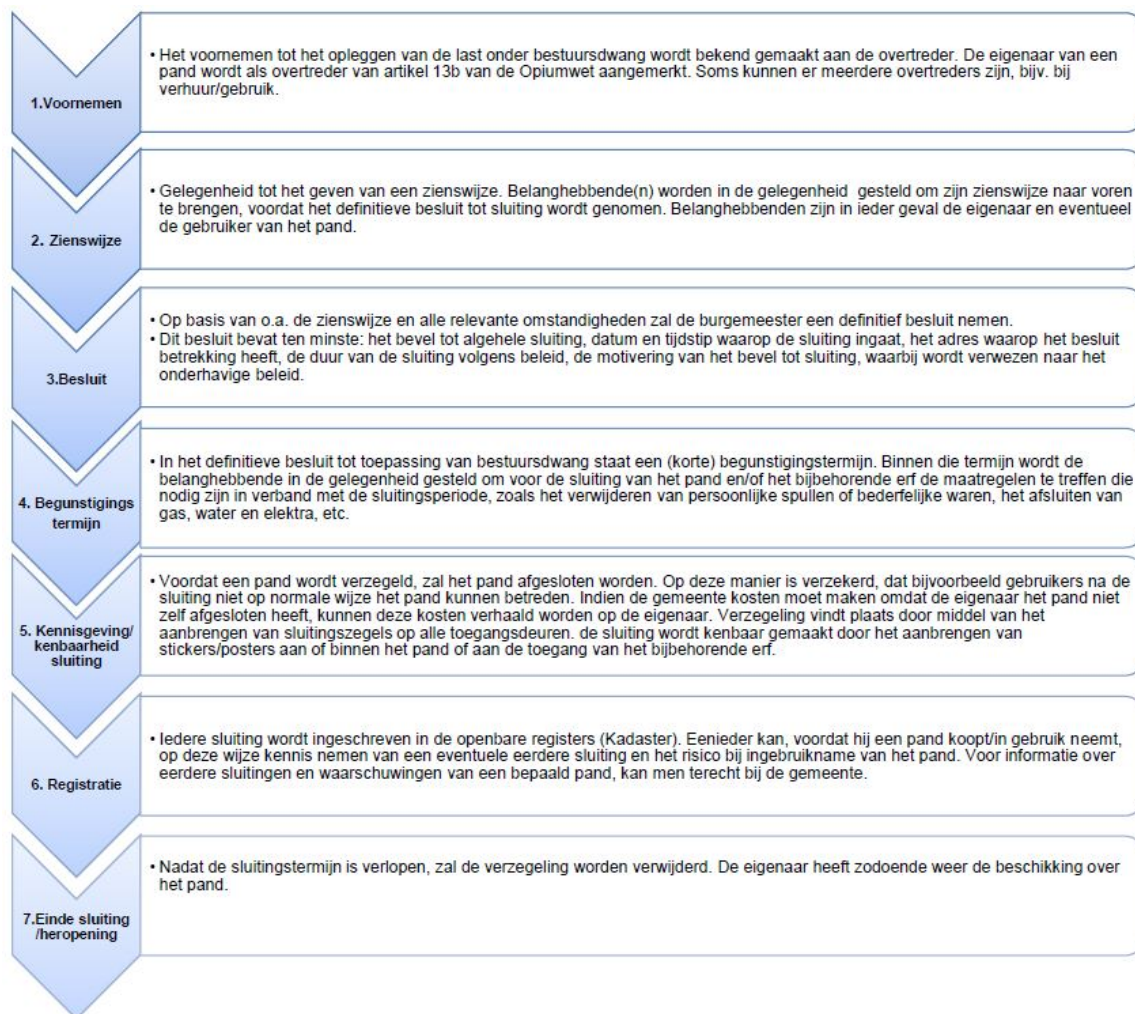 1.Voornemen
• Het voornemen tot het opleggen van de last onder bestuursdwang wordt bekend gemaakt aan de overtreder. De eigenaar van een
pand wordt als overtreder van artikel 13b van de Opiumwet aangemerkt. Soms kunnen er meerdere overtreders zijn, bijv. bij
verhuur/gebruik.
2. Zienswijze
• Gelegenheid tot het geven van een zienswijze. Belanghebbende(n) worden in de gelegenheid gesteld om zijn zienswijze naar voren
te brengen, voordat het definitieve besluit tot sluiting wordt genomen. Belanghebbenden zijn in ieder geval de eigenaar en eventueel
de gebruiker van het pand.
3.Besluit
• Op basis van o.a. de zienswijze en alle relevante omstandigheden zal de burgemeester een definitief besluit nemen.
• Dit besluit bevat ten minste: het bevel tot algehele sluiting, datum en tijdstip waarop de sluiting ingaat, het adres waarop het besluit
betrekking heeft, de duur van de sluiting volgens beleid, de motivering van het bevel tot sluiting, waarbij wordt verwezen naar het
onderhavige beleid.
4. Begunstigings
termijn
• In het definitieve besluit tot toepassing van bestuursdwang staat een (korte) begunstigingstermijn. Binnen die termijn wordt de
belanghebbende in de gelegenheid gesteld om voor de sluiting van het pand en/of het bijbehorende erf de maatregelen te treffen die
nodig zijn in verband met de sluitingsperiode, zoals het verwijderen van persoonlijke spullen of bederfelijke waren, het afsluiten van
gas, water en elektra, etc.
5. Kennisgeving/
kenbaarheid
sluiting
• Voordat een pand wordt verzegeld, zal het pand afgesloten worden. Op deze manier is verzekerd, dat bijvoorbeeld gebruikers na de
sluiting niet op normale wijze het pand kunnen betreden. Indien de gemeente kosten moet maken omdat de eigenaar het pand niet
zelf afgesloten heeft, kunnen deze kosten verhaald worden op de eigenaar. Verzegeling vindt plaats door middel van het
aanbrengen van sluitingszegels op alle toegangsdeuren. de sluiting wordt kenbaar gemaakt door het aanbrengen van
stickers/posters aan of binnen het pand of aan de toegang van het bijbehorende erf.
6. Registratie
• Iedere sluiting wordt ingeschreven in de openbare registers (Kadaster). Eenieder kan, voordat hij een pand koopt/in gebruik neemt,
op deze wijze kennis nemen van een eventuele eerdere sluiting en het risico bij ingebruikname van het pand. Voor informatie over
eerdere sluitingen en waarschuwingen van een bepaald pand, kan men terecht bij de gemeente.
7.Einde sluiting
/heropening
• Nadat de sluitingstermijn is verlopen, zal de verzegeling worden verwijderd. De eigenaar heeft zodoende weer de beschikking over
het pand.